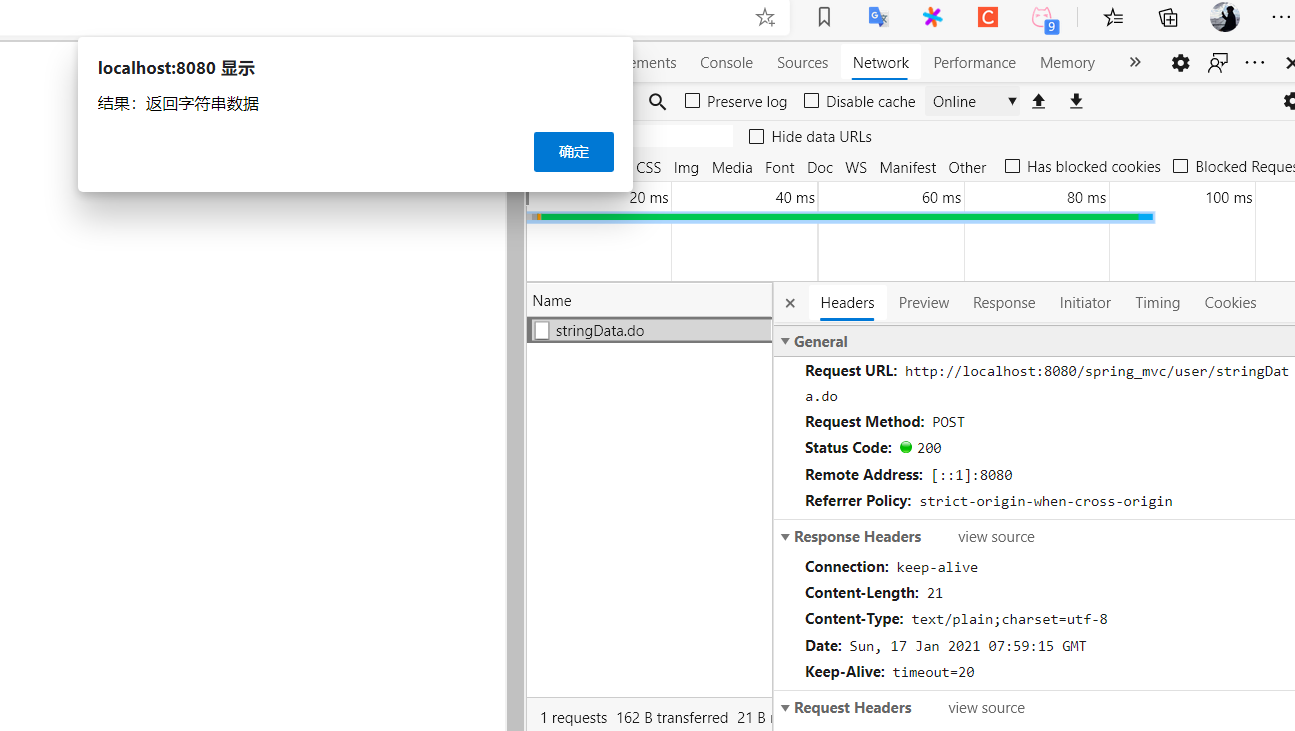 9
localhost:8080 显示
结果：返回字符串数据
确定
Console Sources Network Performance Memory
Preserve log Disable cache Online
Hide data URLs
CSS Img Media Font Doc WS Manifest Other Has blocked cookies Blocked
20 ms 40 ms 60 ms 80 ms 100 ms
Name
stringData.do
Headers Preview Response Initiator Timing Cookies
General
Request URL: http://localhost:8080/spring_mvc/user/stringDat
a.do
Request Method: POST
Status Code: 200
Remote Address: [::1]:8080
Referrer Policy: strict-origin-when-cross-origin
Response Headers view source
Connection: keep-alive
Content-Length: 21
Content-Type: text/plain;charset=utf-8
Date: Sun, 17 Jan 2021 07:59:15 GMT
Keep-Alive: timeout=20
Request Headers view source
1 requests 162 B transferred 21 B